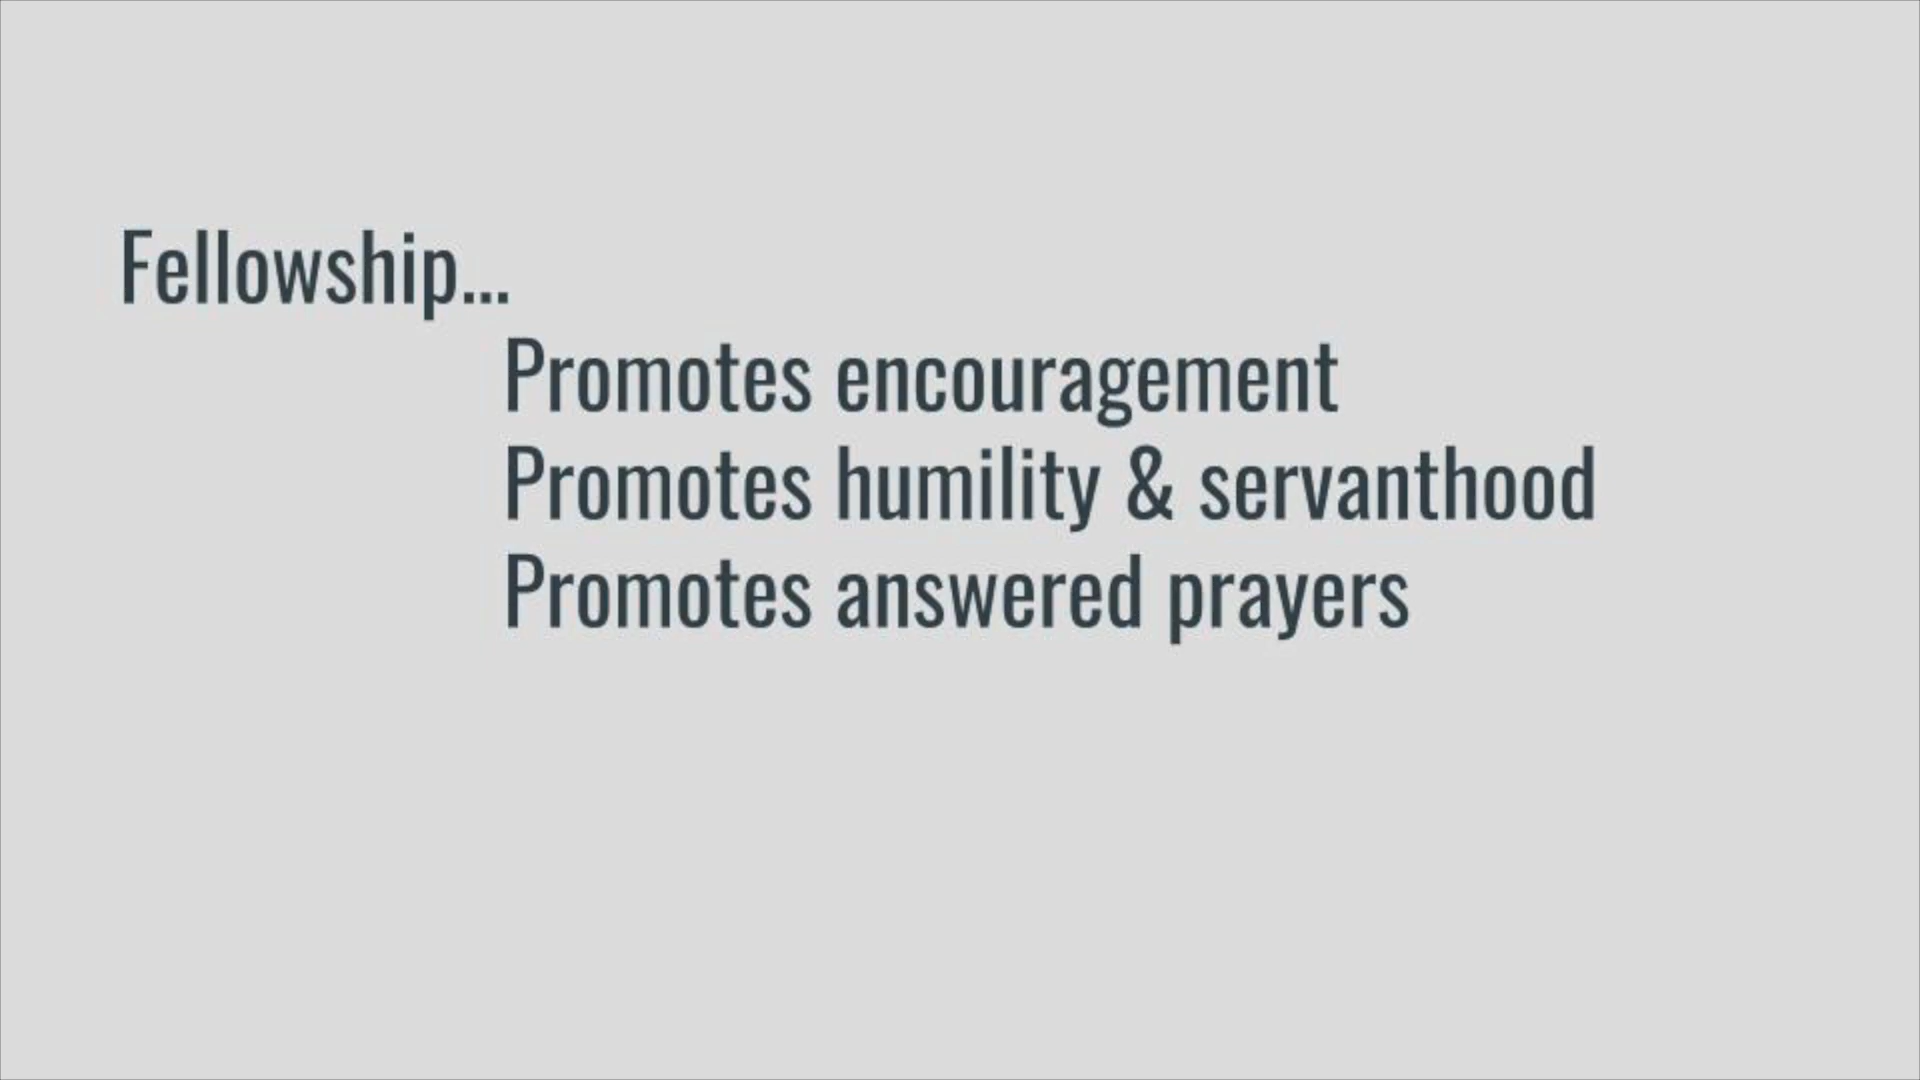 Fellowship...
Promotes encouragement
Promotes humility & servanthood
Promotes answered prayers